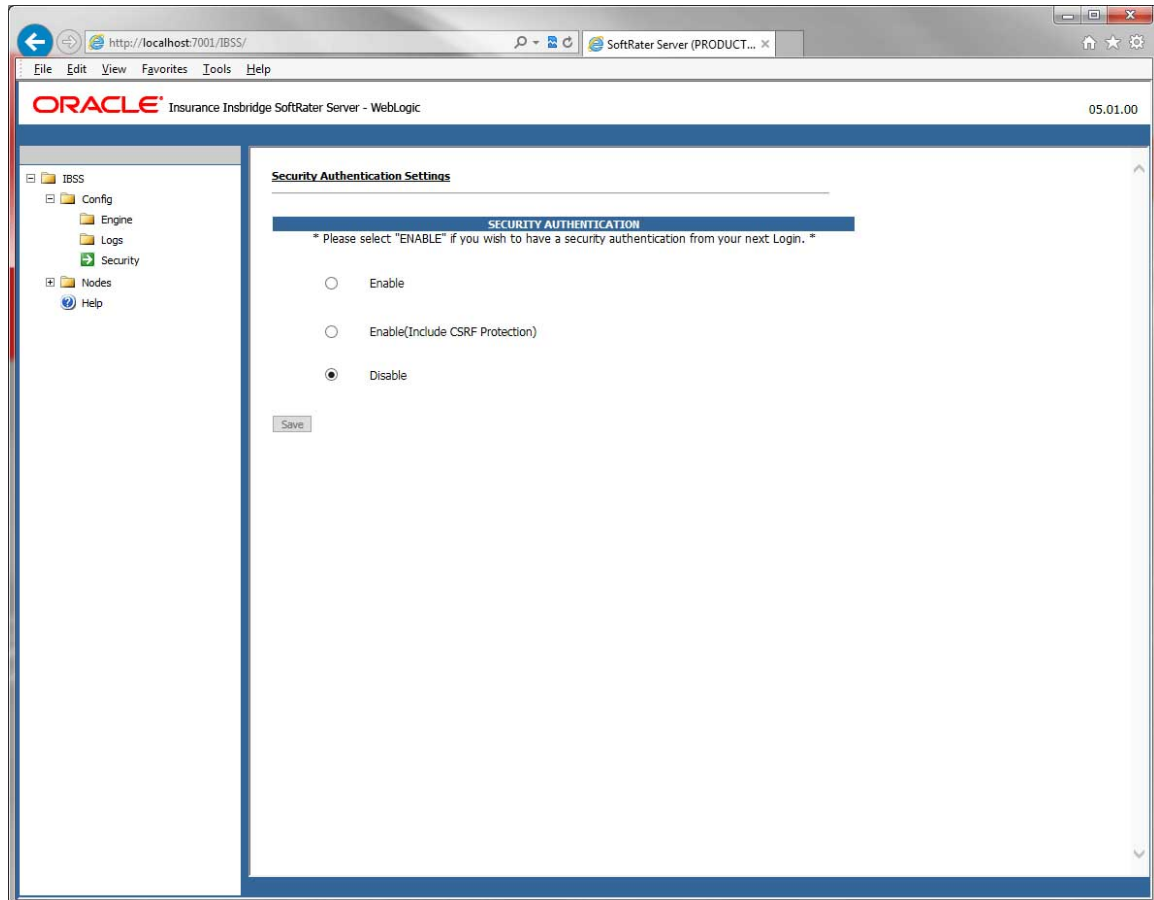 http://localhost:7001/IBSS/
SoftRater Server (PRODUCT...
File Edit View Favorites Tools Help
ORACLE Insurance Insbridge SoftRater Server - WebLogic
05.01.00
IBSS
Config
Engine
Logs
Security
Nodes
Help
Security Authentication Settings
SECURITY AUTHENTICATION
* Please select "ENABLE" if you wish to have a security authentication from your next Login. *
Enable
Enable(Include CSRF Protection)
Disable
Save